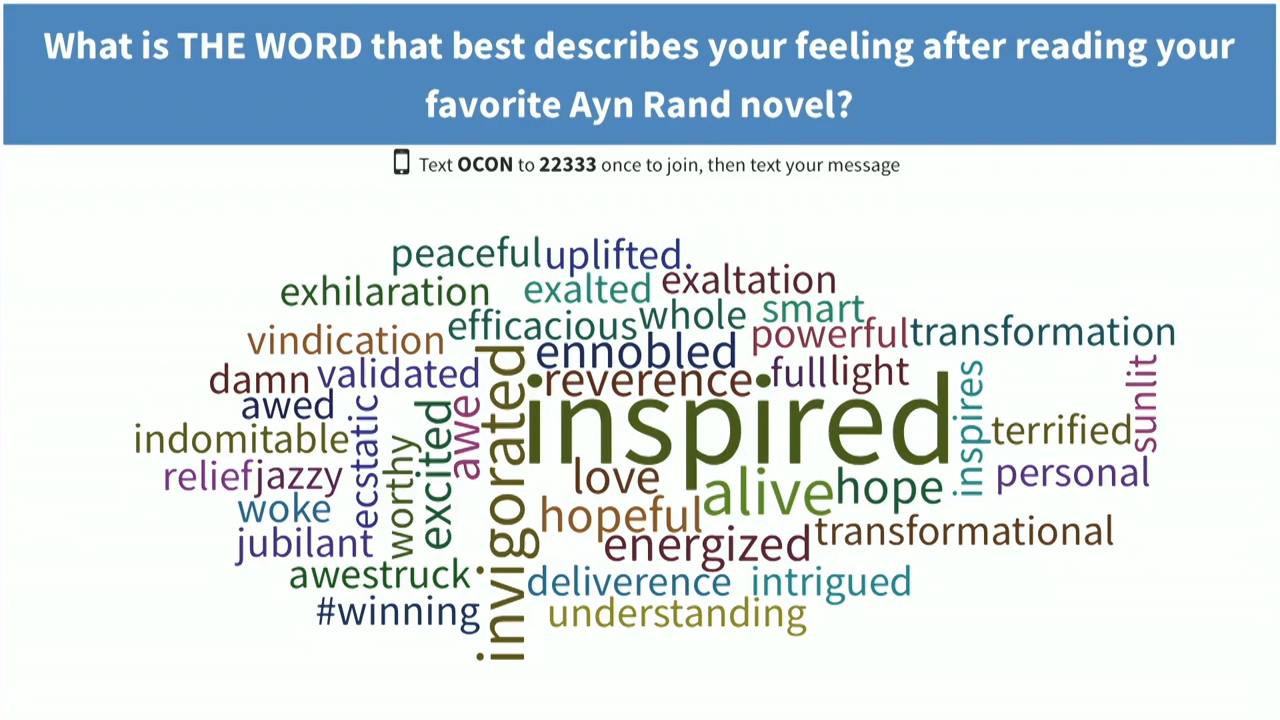 What is THE WORD that best describes your feeling after reading your
favorite Ayn Rand novel?
Text OCON to 22333 once to join, then text your message
peaceful uplifted.
exhilaration exalted exaltation
efficacious whole smart
vindication ennobled powerful transformation
damn validated reverence full light
awed
inspired
invigorated
indomitable
ecstatic
worthy
excited
awe
inspires
terrified
sunlit
relief jazzy love alive hope personal
woke hopeful
jubilant energized transformational
awestruck deliverence intrigued
#winning understanding